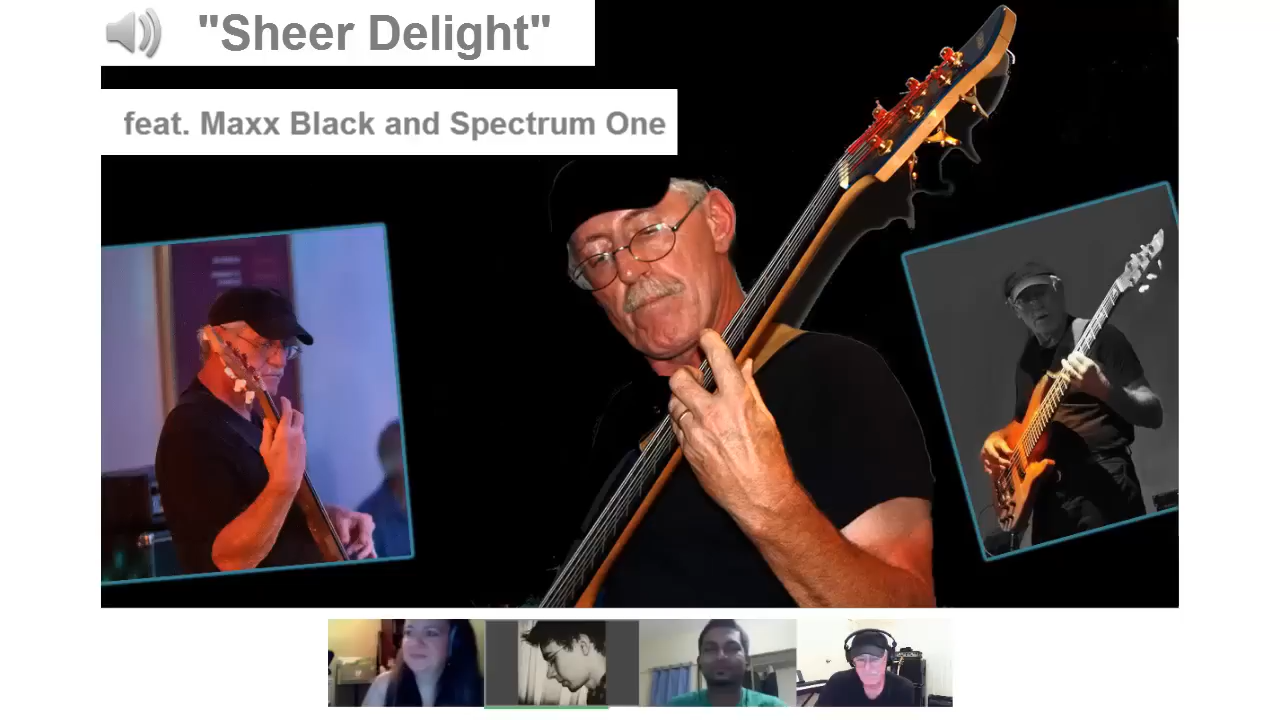 "Sheer Delight"
feat. Maxx Black and Spectrum One